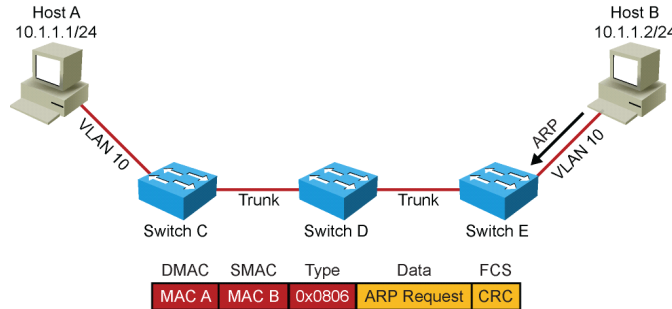 Host A
10.1.1.1/24
Host B
10.1.1.2/24
VLAN 10
ARP
VLAN 10
Trunk
Trunk
Switch C
Switch D
Switch E
DMAC SMAC Type Data FCS
MAC A MAC B 0x0806 ARP Request CRC